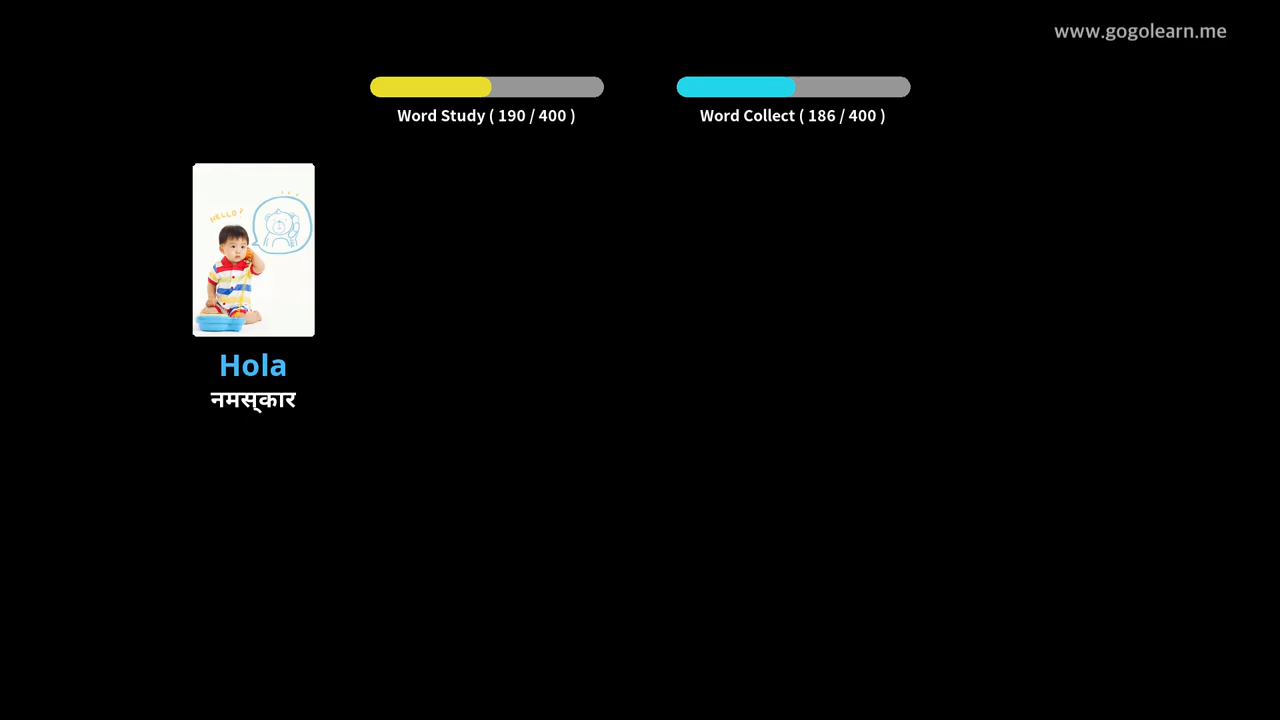 www.gogolearn.me
Word Study ( 190 / 400 )
Word Collect ( 186 / 400 )
HELLO?
Hola
नमस्कार